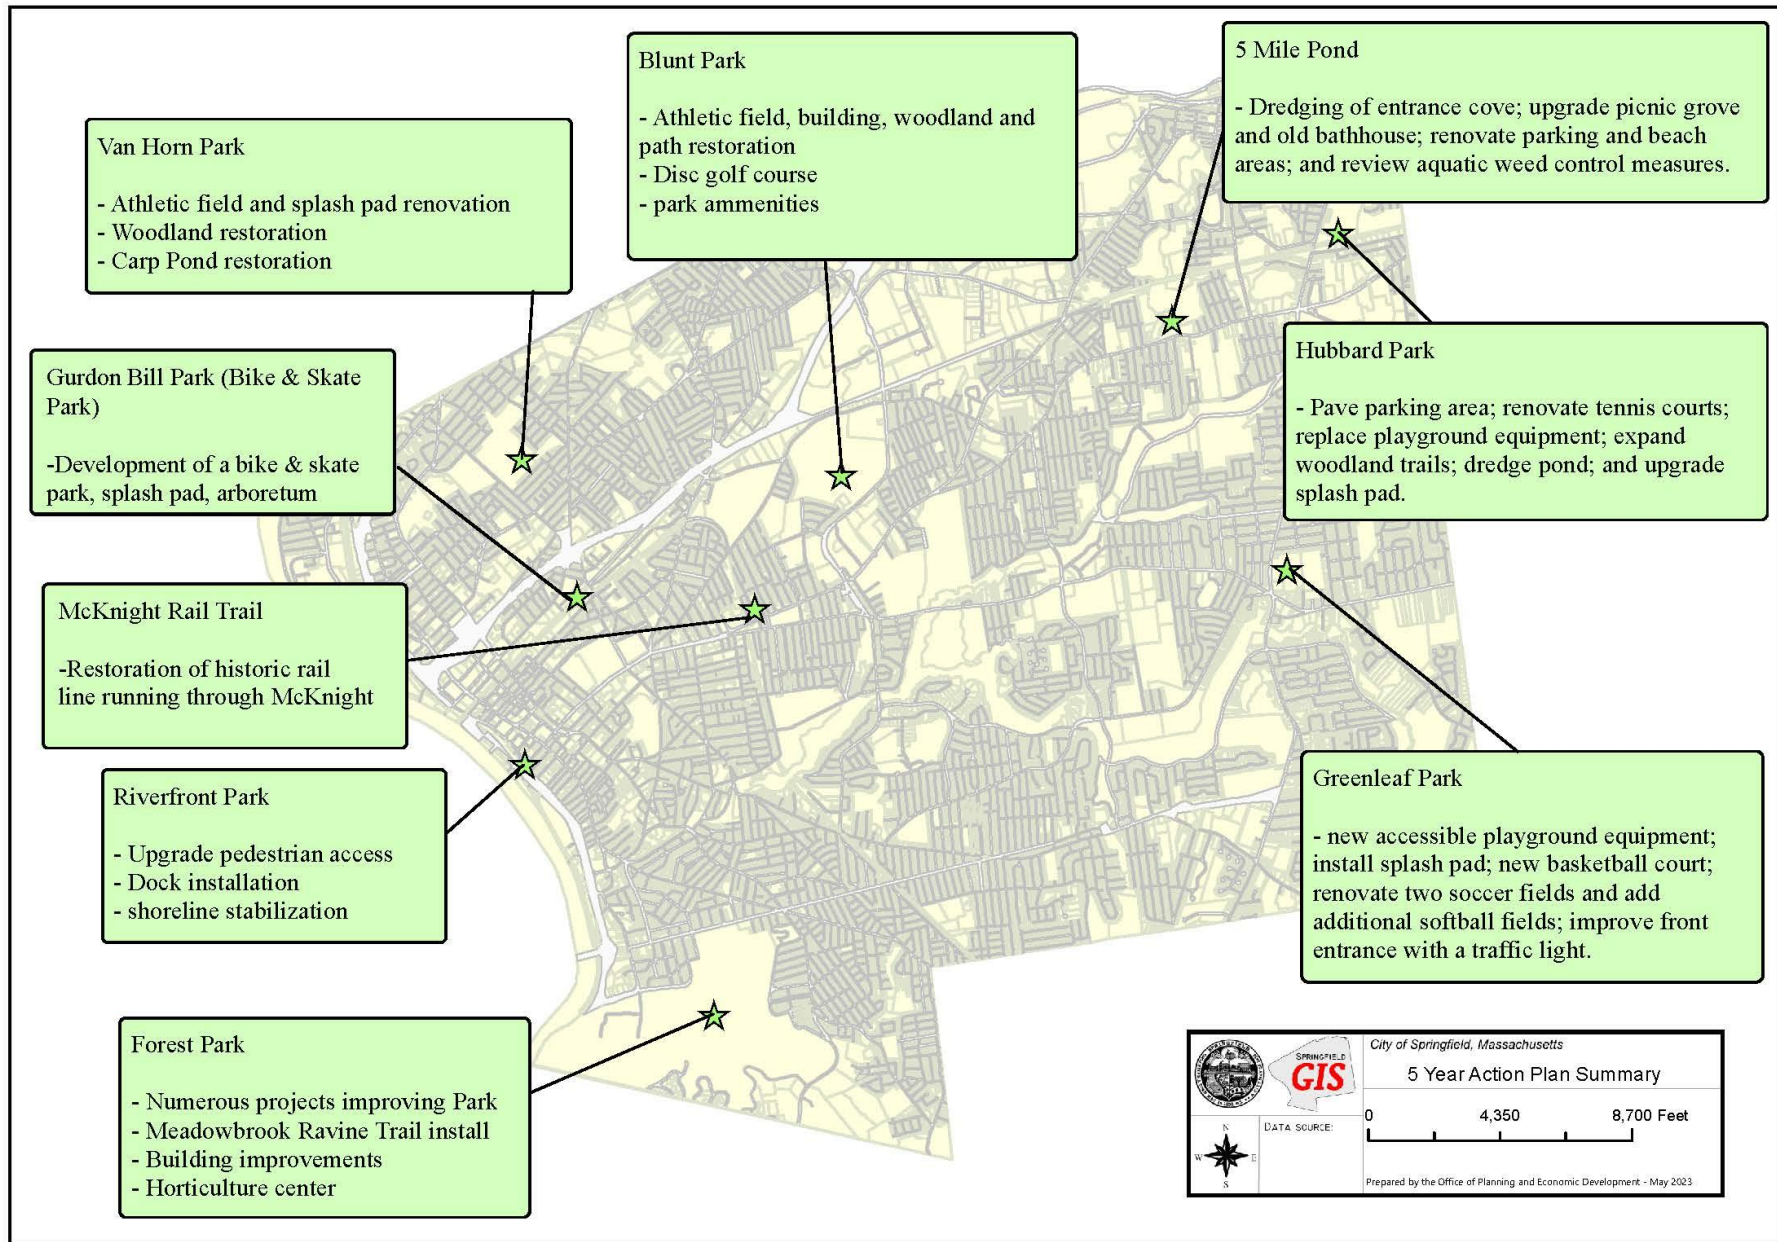 Van Horn Park
- Athletic field and splash pad renovation
- Woodland restoration
- Carp Pond restoration
Blunt Park
- Athletic field, building, woodland and
path restoration
- Disc golf course
- park ammenities
5 Mile Pond
- Dredging of entrance cove; upgrade picnic grove
and old bathhouse; renovate parking and beach
areas; and review aquatic weed control measures.
Gurdon Bill Park (Bike & Skate
Park)
-Development of a bike & skate
park, splash pad, arboretum
Hubbard Park
- Pave parking area; renovate tennis courts;
replace playground equipment; expand
woodland trails; dredge pond; and upgrade
splash pad.
McKnight Rail Trail
-Restoration of historic rail
line running through McKnight
Riverfront Park
- Upgrade pedestrian access
- Dock installation
- shoreline stabilization
Greenleaf Park
- new accessible playground equipment;
install splash pad; new basketball court;
renovate two soccer fields and add
additional softball fields; improve front
entrance with a traffic light.
Forest Park
- Numerous projects improving Park
- Meadowbrook Ravine Trail install
- Building improvements
- Horticulture center
SPRINGFIELD
GIS
City of Springfield, Massachusetts
5 Year Action Plan Summary
0 4,350 8,700 Feet
N
W E
S
DATA SOURCE:
Prepared by the Office of Planning and Economic Development - May 2023